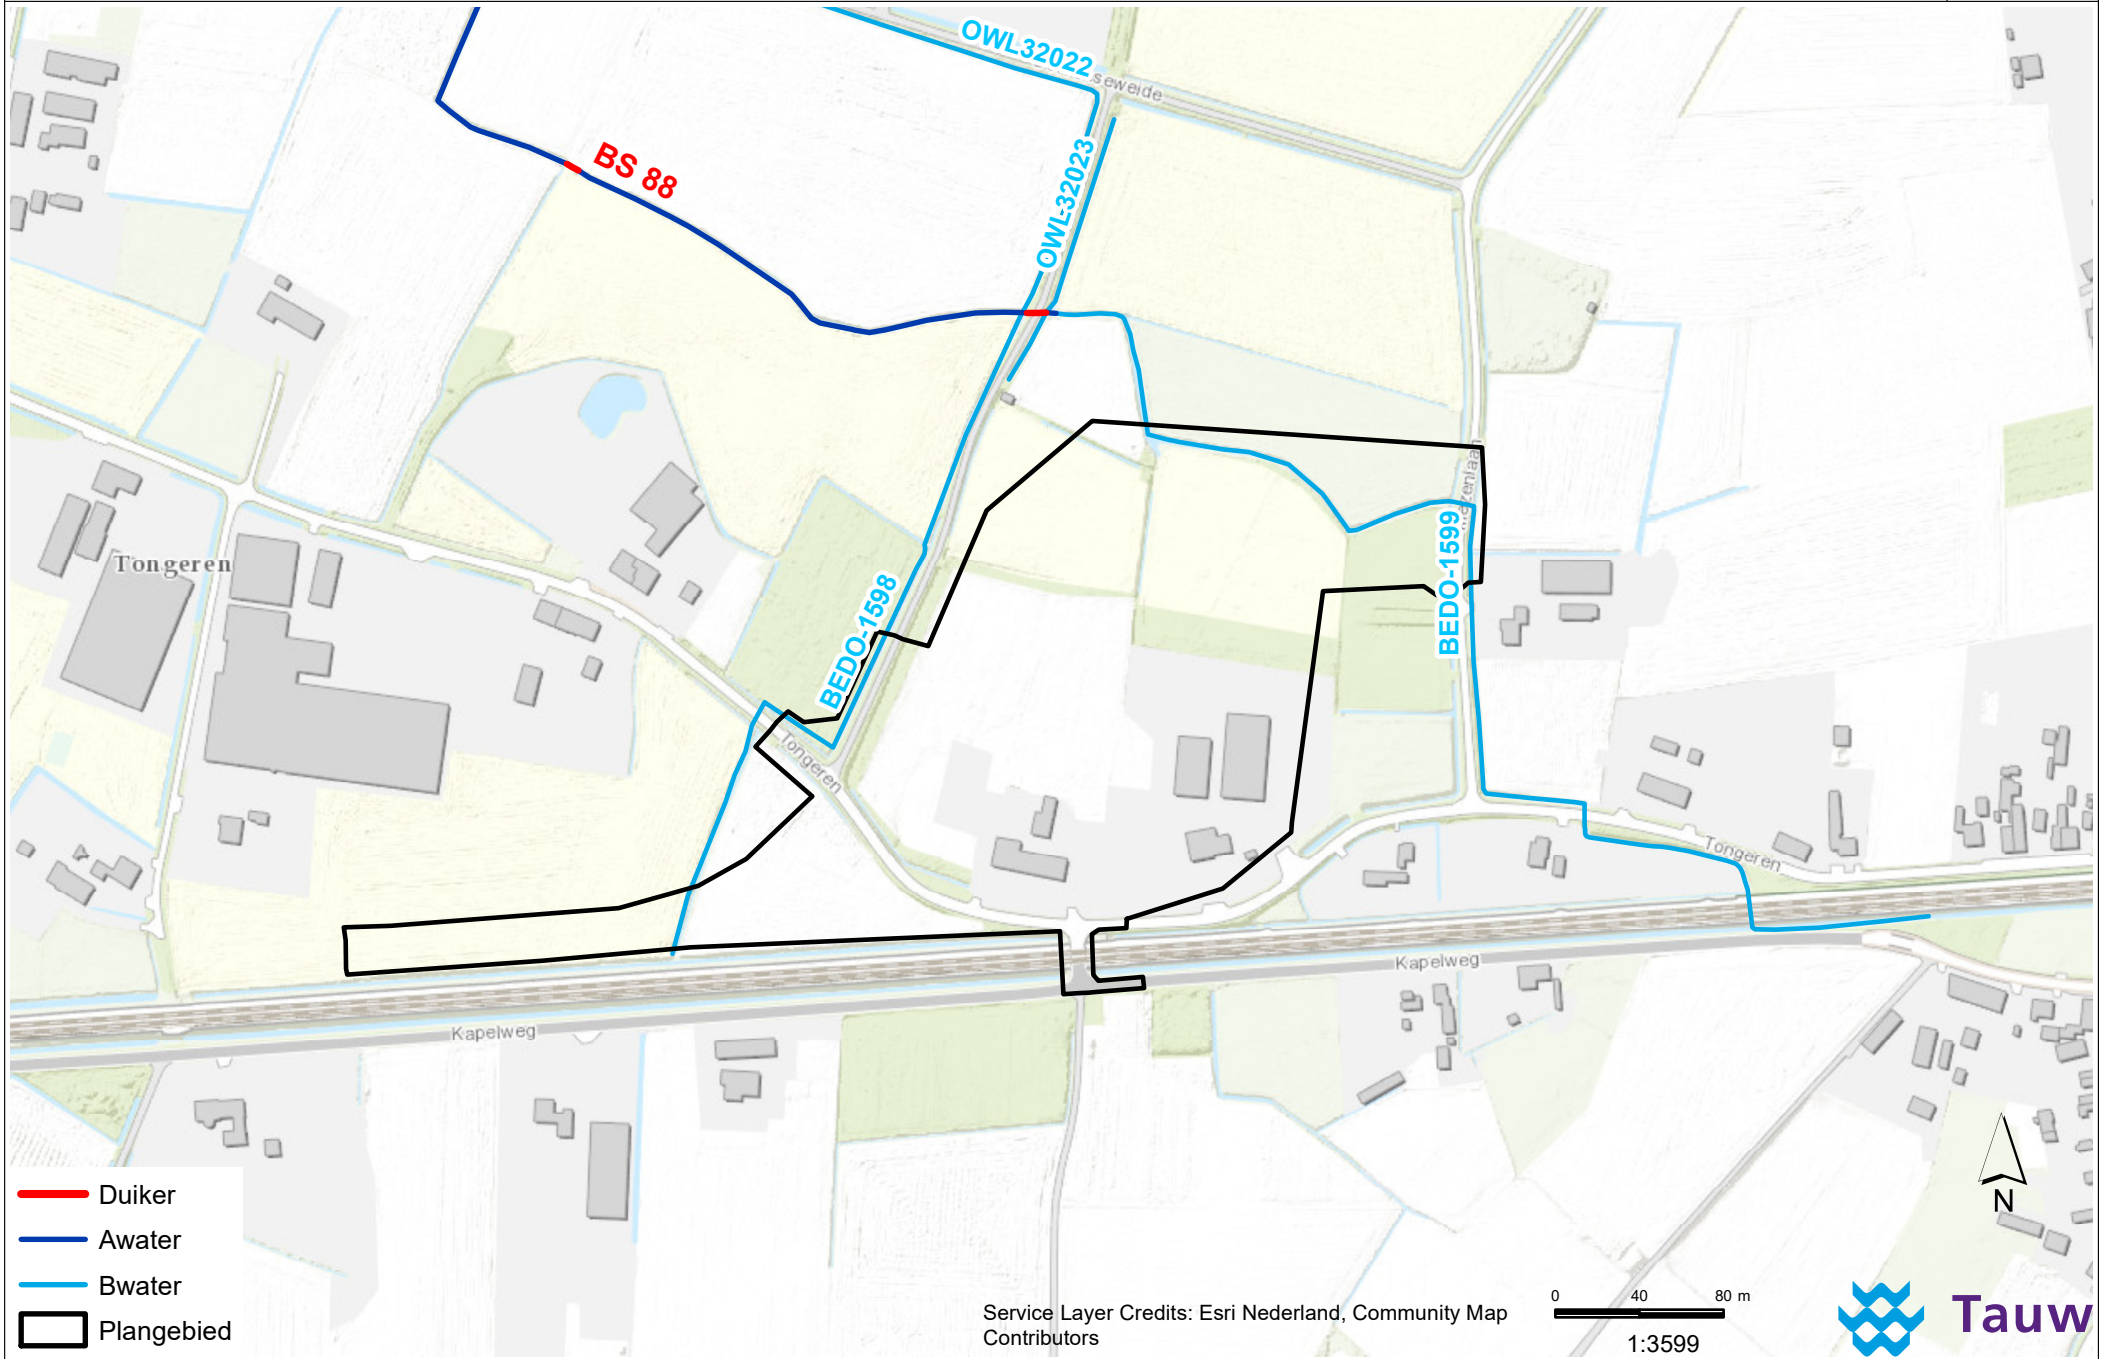 OWL32022
seweide
BS 88
OWL-32023
Tongeren
BEDO-1598
BEDO-1599
Tongeren
Tongeren
Kapelweg
Kapelweg
Duiker
Awater
Bwater
Plangebied
N
Service Layer Credits: Esri Nederland, Community Map
Contributors
0 40 80 m
1:3599
Tauw